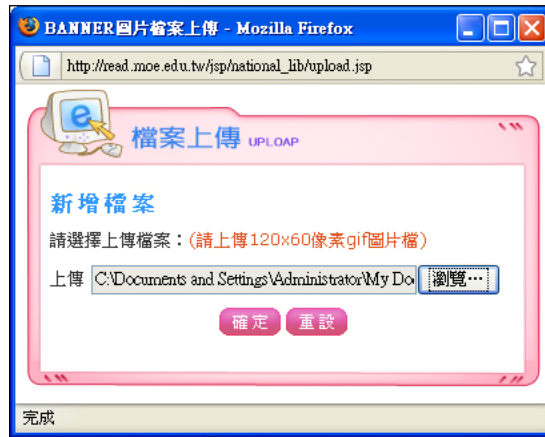 BANNER圖片檔案上傳 - Mozilla Firefox
http://read.moe.edu.tw/jsp/national_lib/upload.jsp
e
檔案上傳 UPLOAP
新增檔案
請選擇上傳檔案：(請上傳120x60像素gif圖片檔)
上傳 C:\Documents and Settings\Administrator\My Do 瀏覽…
確定 重設
完成